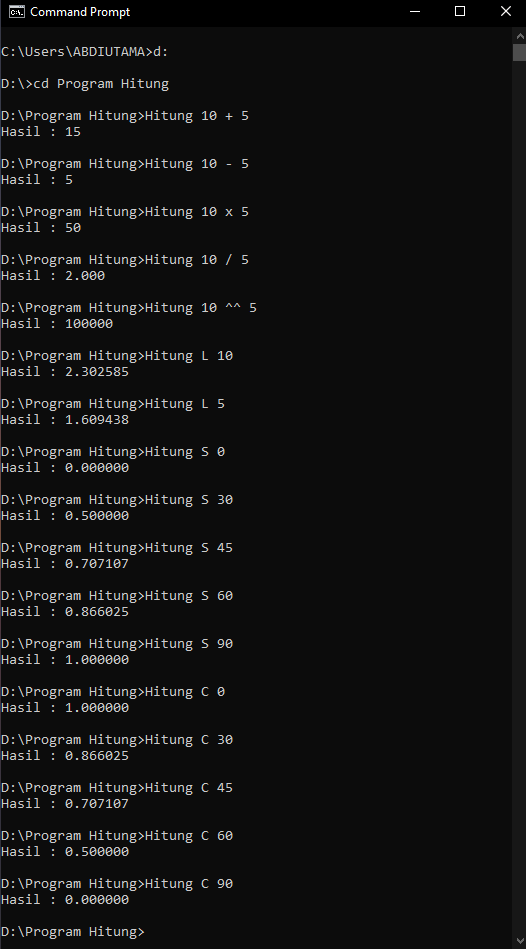 Command Prompt
C:\Users\ABDIUTAMA>d:
D:\>cd Program Hitung
D:\Program Hitung>Hitung 10 + 5
Hasil : 15
D:\Program Hitung>Hitung 10 - 5
Hasil : 5
D:\Program Hitung>Hitung 10 x 5
Hasil : 50
D:\Program Hitung>Hitung 10 / 5
Hasil : 2.000
D:\Program Hitung>Hitung 10 ^^ 5
Hasil : 100000
D:\Program Hitung>Hitung L 10
Hasil : 2.302585
D:\Program Hitung>Hitung L 5
Hasil : 1.609438
D:\Program Hitung>Hitung S 0
Hasil : 0.000000
D:\Program Hitung>Hitung S 30
Hasil : 0.500000
D:\Program Hitung>Hitung S 45
Hasil : 0.707107
D:\Program Hitung>Hitung S 60
Hasil : 0.866025
D:\Program Hitung>Hitung S 90
Hasil : 1.000000
D:\Program Hitung>Hitung C 0
Hasil : 1.000000
D:\Program Hitung>Hitung C 30
Hasil : 0.866025
D:\Program Hitung>Hitung C 45
Hasil : 0.707107
D:\Program Hitung>Hitung C 60
Hasil : 0.500000
D:\Program Hitung>Hitung C 90
Hasil : 0.000000
D:\Program Hitung>